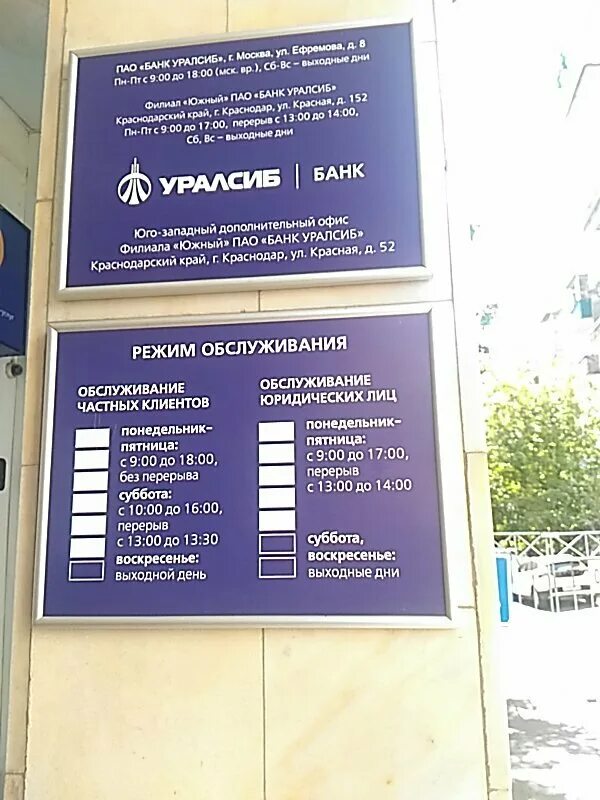 ПАО «БАНК УРАЛСИБ», г. Москва, ул. Ефремова, д. 8
Пн-Пт с 9:00 до 18:00 (мск. вр.), Сб-Вс – выходные дни
Филиал «Южный» ПАО «БАНК УРАЛСИБ»
Краснодарский край, г. Краснодар, ул. Красная, д. 152
Пн-Пт с 9:00 до 17:00, перерыв с 13:00 до 14:00,
Сб, Вс – выходные дни
УРАЛСИБ | БАНК
Юго-западный дополнительный офис
Филиала «Южный» ПАО «БАНК УРАЛСИБ»
Краснодарский край, г. Краснодар, ул. Красная, д. 52
РЕЖИМ ОБСЛУЖИВАНИЯ
ОБСЛУЖИВАНИЕ
ЧАСТНЫХ КЛИЕНТОВ
понедельник–
пятница:
с 9:00 до 18:00,
без перерыва
суббота:
с 10:00 до 16:00,
перерыв
с 13:00 до 13:30
воскресенье:
выходной день
ОБСЛУЖИВАНИЕ
ЮРИДИЧЕСКИХ ЛИЦ
понедельник–
пятница:
с 9:00 до 17:00,
перерыв
с 13:00 до 14:00
суббота,
воскресенье:
выходные дни